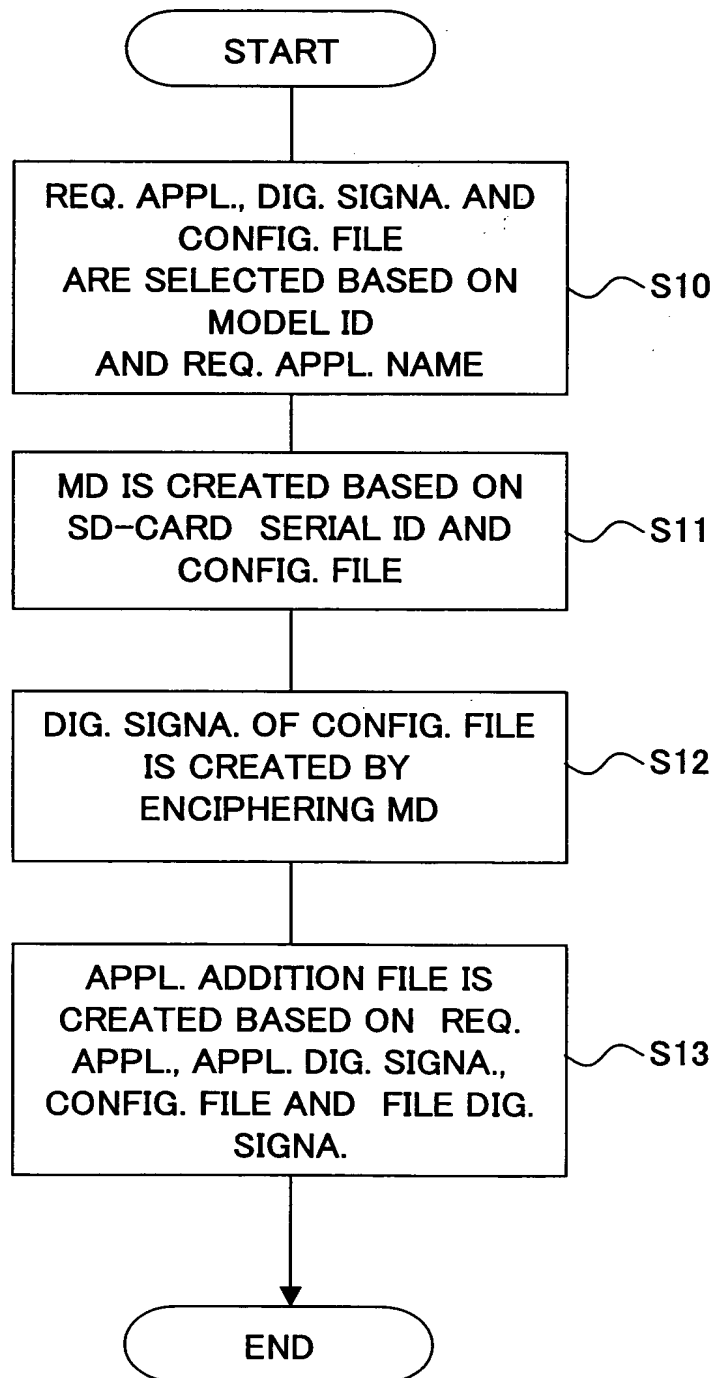 START
REQ. APPL., DIG. SIGNA. AND
CONFIG. FILE
ARE SELECTED BASED ON
MODEL ID
AND REQ. APPL. NAME
S10
MD IS CREATED BASED ON
SD-CARD SERIAL ID AND
CONFIG. FILE
S11
DIG. SIGNA. OF CONFIG. FILE
IS CREATED BY
ENCIPHERING MD
S12
APPL. ADDITION FILE IS
CREATED BASED ON REQ.
APPL., APPL. DIG. SIGNA.,
CONFIG. FILE AND FILE DIG.
SIGNA.
S13
END